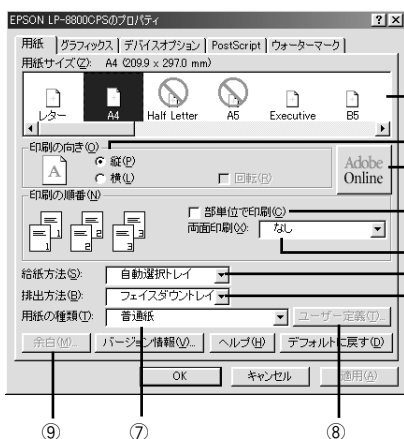 EPSON LP-8800CPSのプロパティ ? ×
用紙 グラフィックス デバイスオプション PostScript ウォーターマーク
用紙サイズ(Z): A4 (209.9 x 297.0 mm)
レター A4 Half Letter A5 Executive B5
印刷の向き(O)
A
縦(P)
横(L) 回転(R)
Adobe Online
印刷の順番(N)
1 1 2 2 3 3
部単位で印刷(C)
両面印刷(X): なし
給紙方法(S): 自動選択トレイ
排出方法(B): フェイスダウントレイ
用紙の種類(T): 普通紙 ユーザー定義(I)...
余白(M)... バージョン情報(V)... ヘルプ(H) デフォルトに戻す(D)
OK キャンセル 適用(A)
⑨ ⑦ ⑧